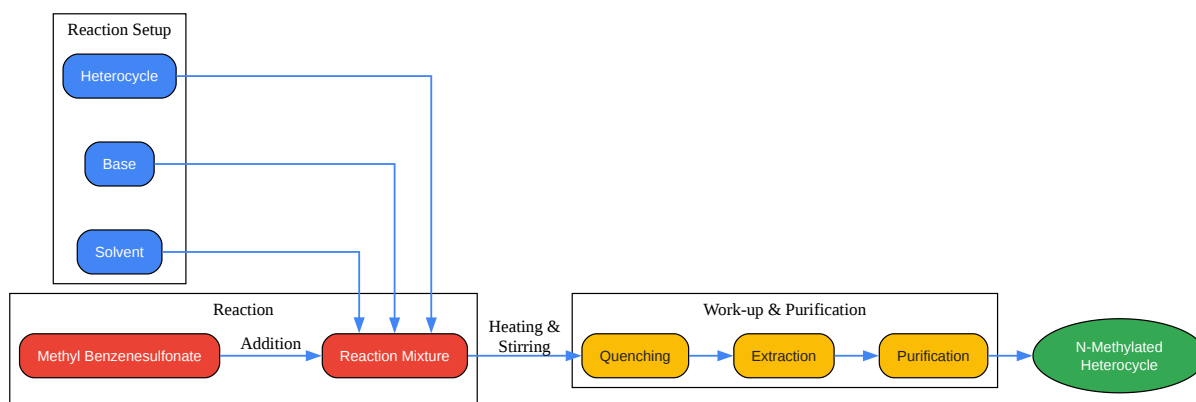 Reaction Setup
Heterocycle
Base
Solvent
Reaction
Methyl Benzenesulfonate
Addition
Reaction Mixture
Heating &
Stirring
Work-up & Purification
Quenching
Extraction
Purification
N-Methylated
Heterocycle